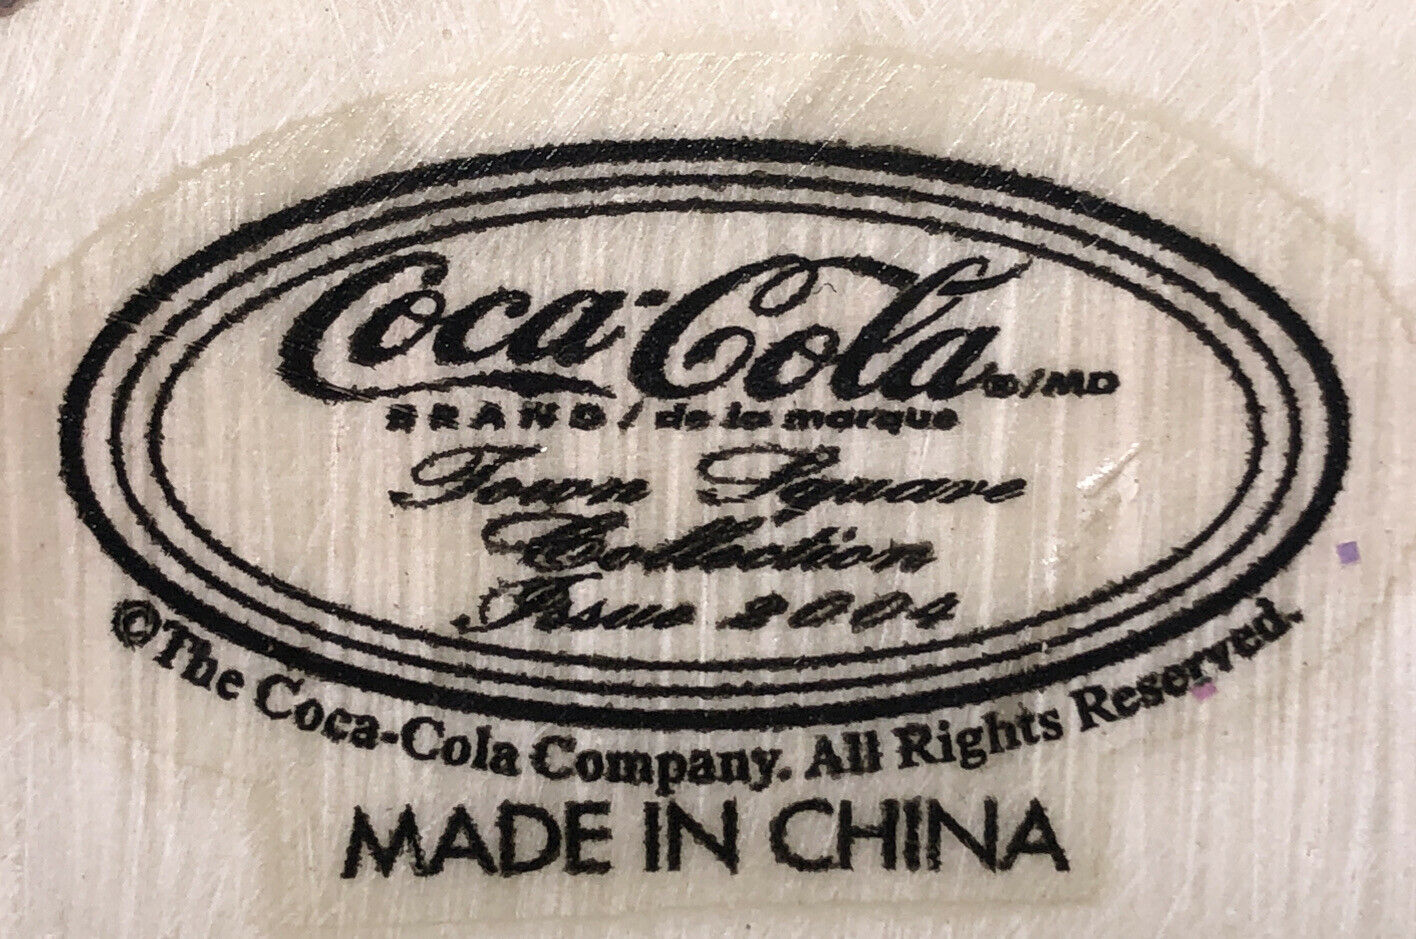 Coca-Cola ®/MD
BRAND / de la marque
Town Square
Collection
Issue 2004
©The Coca-Cola Company. All Rights Reserved.
MADE IN CHINA